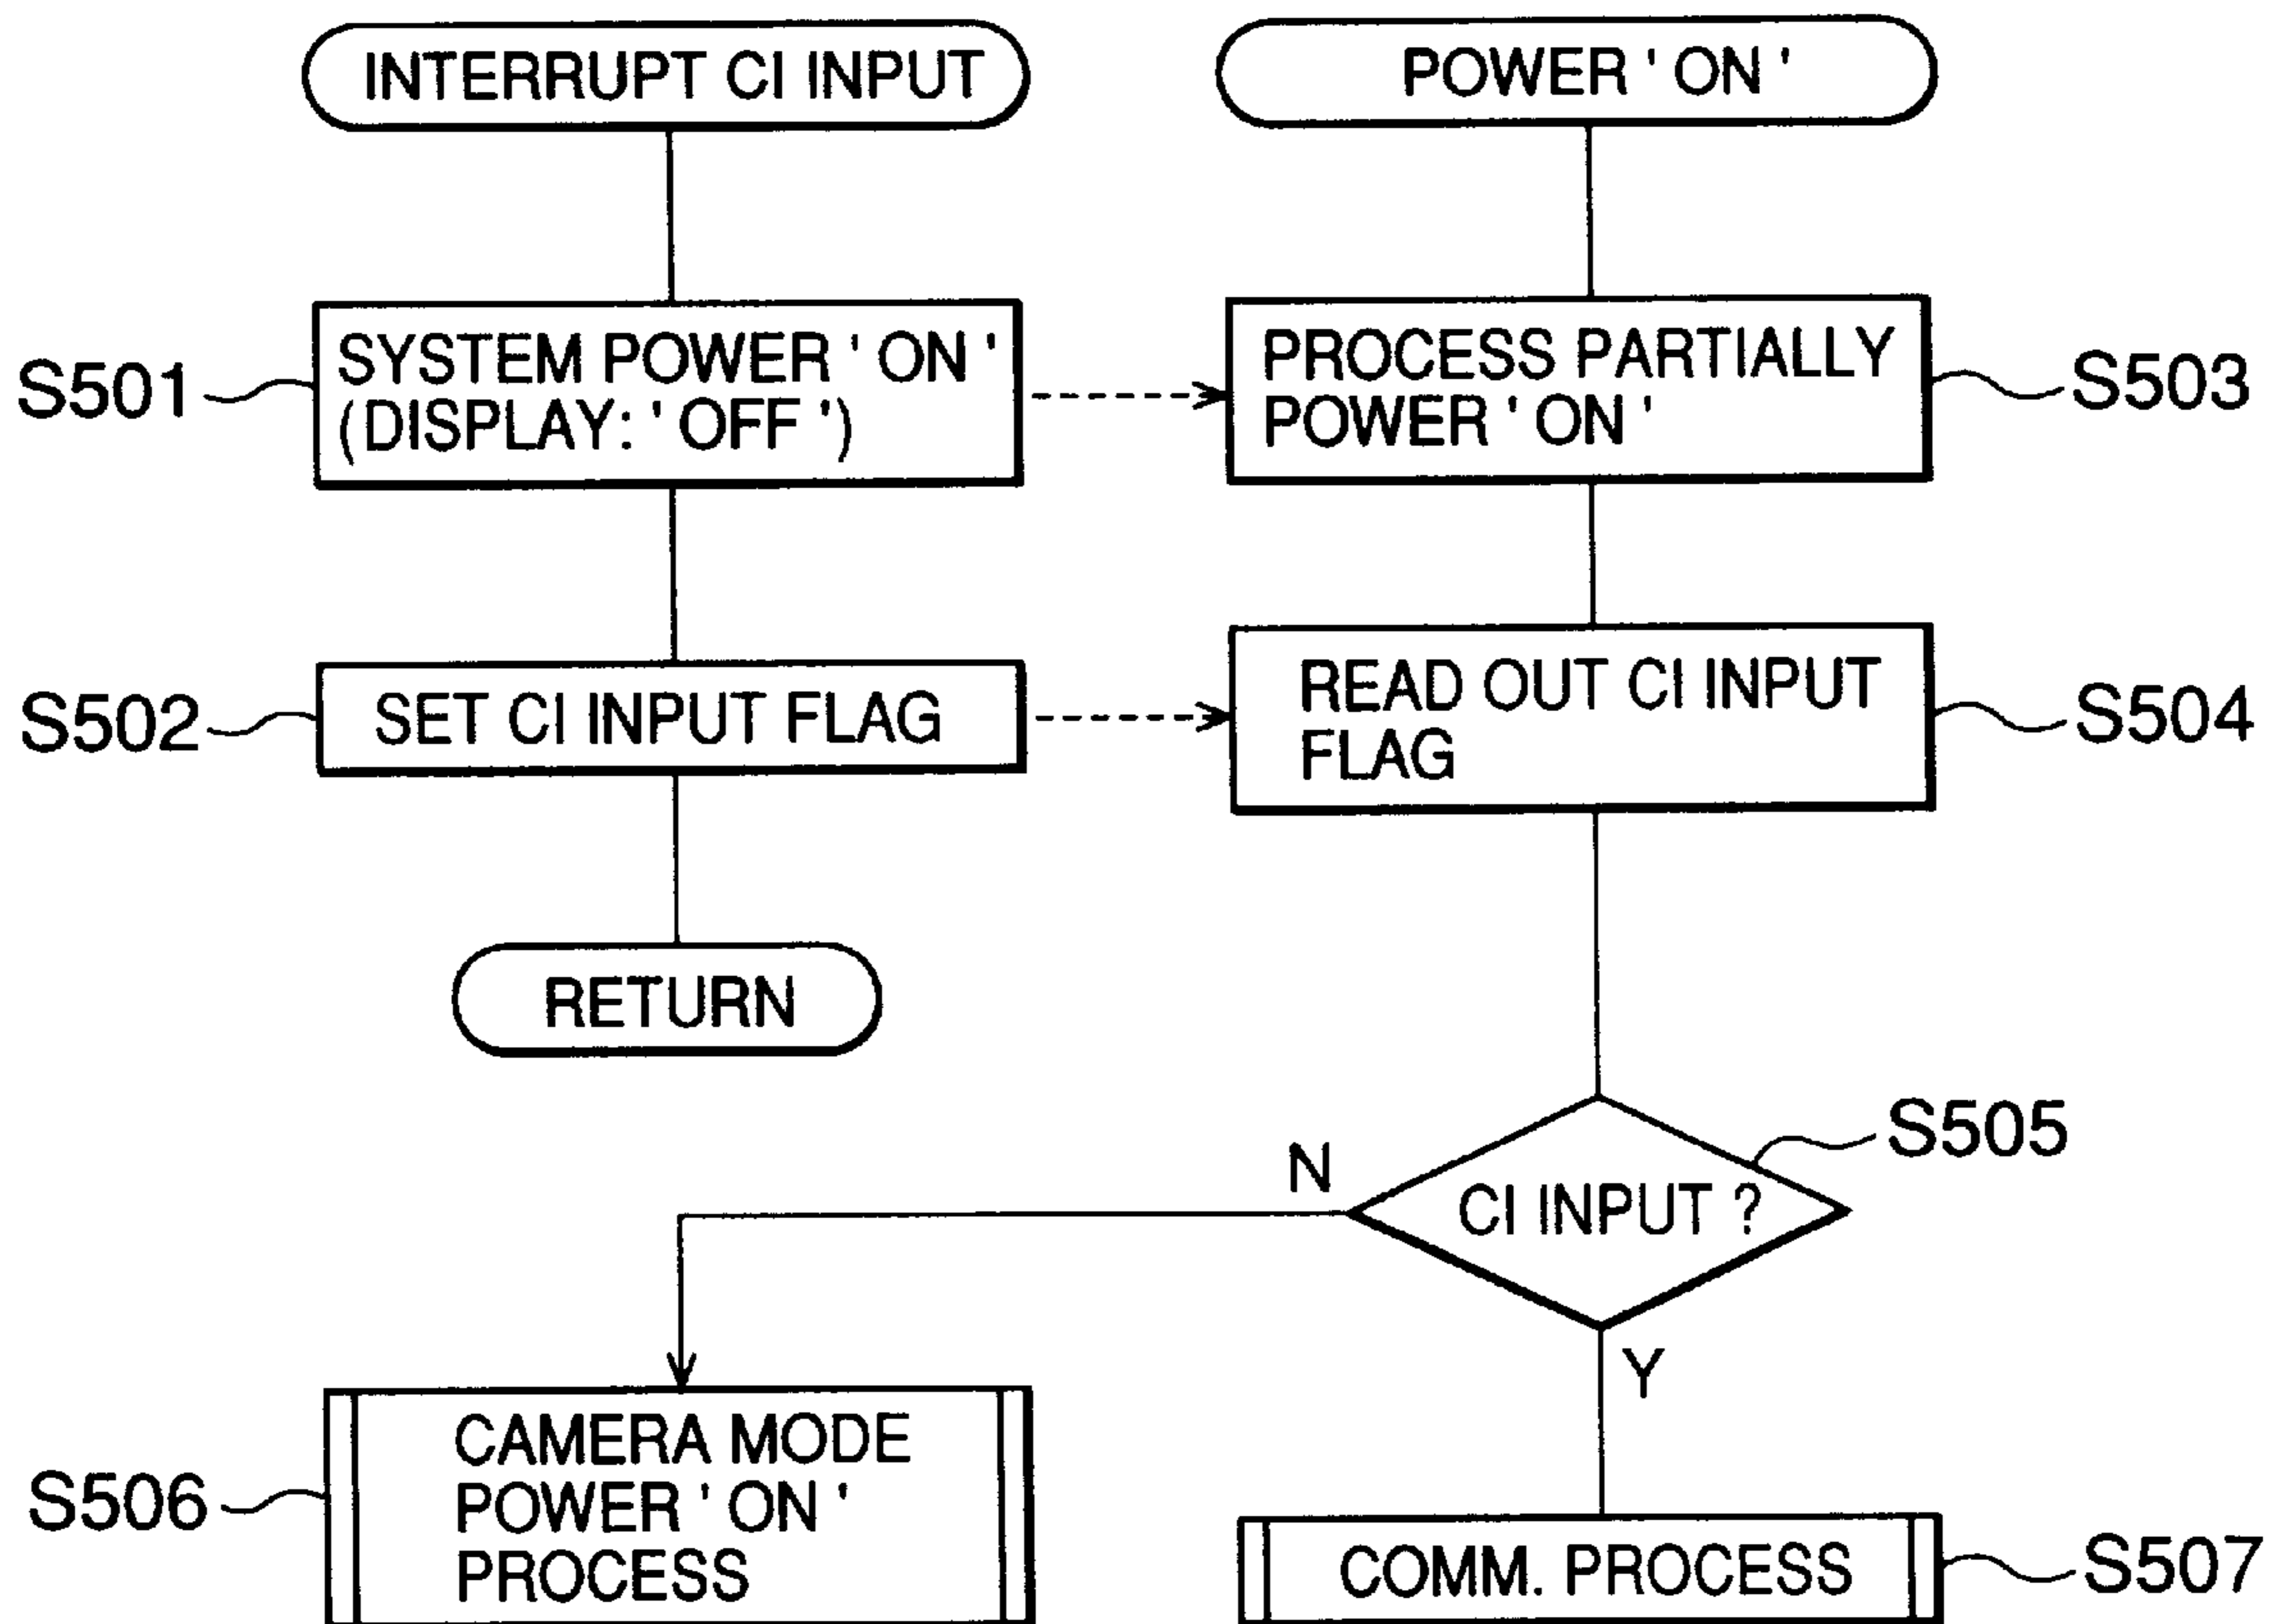 INTERRUPT CI INPUT
S501
SYSTEM POWER ' ON '
(DISPLAY: ' OFF ')
S502
SET CI INPUT FLAG
RETURN
POWER ' ON '
PROCESS PARTIALLY
POWER ' ON '
S503
READ OUT CI INPUT
FLAG
S504
CI INPUT ?
S505
N
Y
S506
CAMERA MODE
POWER ' ON '
PROCESS
COMM. PROCESS
S507